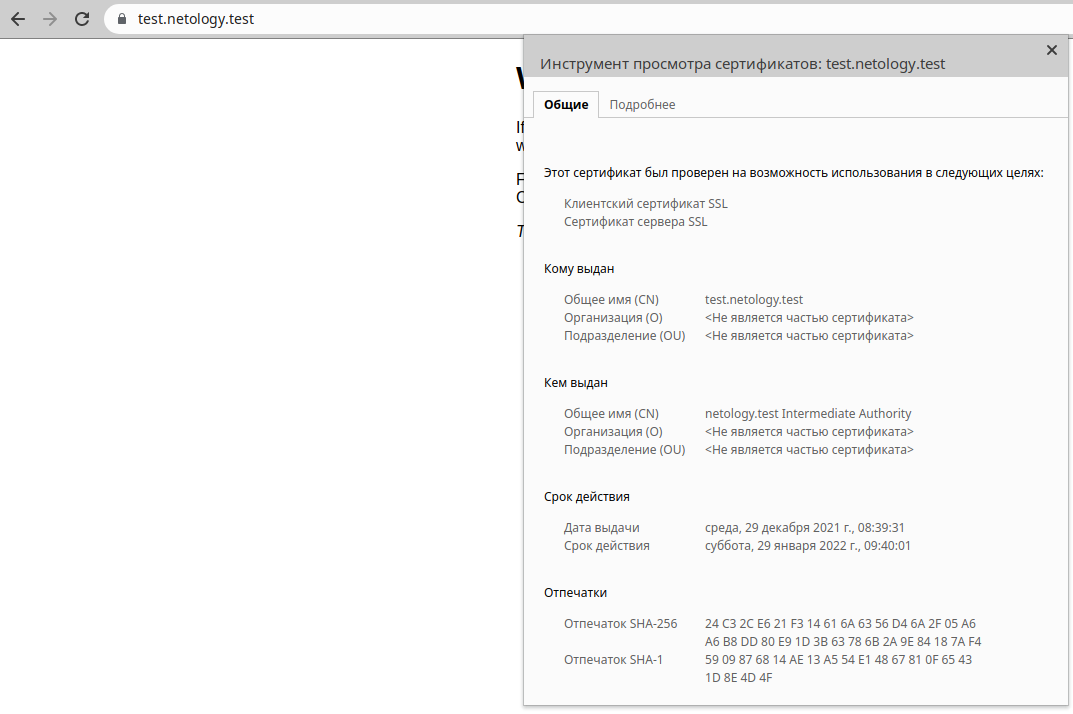 test.netology.test
Инструмент просмотра сертификатов: test.netology.test
Общие Подробнее
Этот сертификат был проверен на возможность использования в следующих целях:
Клиентский сертификат SSL
Сертификат сервера SSL
Кому выдан
Общее имя (CN) test.netology.test
Организация (O) <Не является частью сертификата>
Подразделение (OU) <Не является частью сертификата>
Кем выдан
Общее имя (CN) netology.test Intermediate Authority
Организация (O) <Не является частью сертификата>
Подразделение (OU) <Не является частью сертификата>
Срок действия
Дата выдачи среда, 29 декабря 2021 г., 08:39:31
Срок действия суббота, 29 января 2022 г., 09:40:01
Отпечатки
Отпечаток SHA-256 24 C3 2C E6 21 F3 14 61 6A 63 56 D4 6A 2F 05 A6
A6 B8 DD 80 E9 1D 3B 63 78 6B 2A 9E 84 18 7A F4
Отпечаток SHA-1 59 09 87 68 14 AE 13 A5 54 E1 48 67 81 0F 65 43
1D 8E 4D 4F